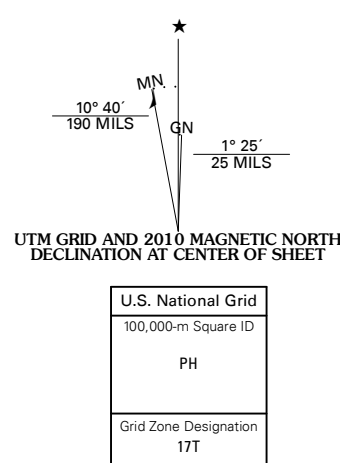 ★
MN
10° 40´
190 MILS
GN
1° 25´
25 MILS
UTM GRID AND 2010 MAGNETIC NORTH
DECLINATION AT CENTER OF SHEET
U.S. National Grid
100,000-m Square ID
PH
Grid Zone Designation
17T